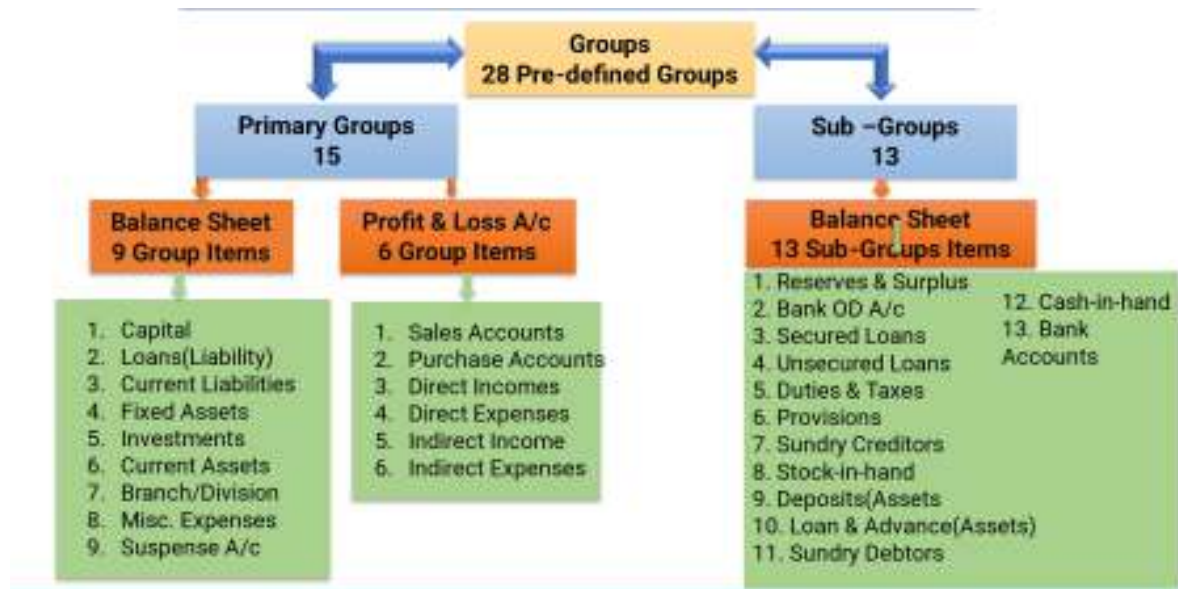 Groups
28 Pre-defined Groups
Primary Groups
15
Sub –Groups
13
Balance Sheet
9 Group Items
Profit & Loss A/c
6 Group Items
Balance Sheet
13 Sub-Groups Items
1. Capital
2. Loans(Liability)
3. Current Liabilities
4. Fixed Assets
5. Investments
6. Current Assets
7. Branch/Division
8. Misc. Expenses
9. Suspense A/c
1. Sales Accounts
2. Purchase Accounts
3. Direct Incomes
4. Direct Expenses
5. Indirect Income
6. Indirect Expenses
1. Reserves & Surplus
2. Bank OD A/c
3. Secured Loans
4. Unsecured Loans
5. Duties & Taxes
6. Provisions
7. Sundry Creditors
8. Stock-in-hand
9. Deposits(Assets
10. Loan & Advance(Assets)
11. Sundry Debtors
12. Cash-in-hand
13. Bank
Accounts